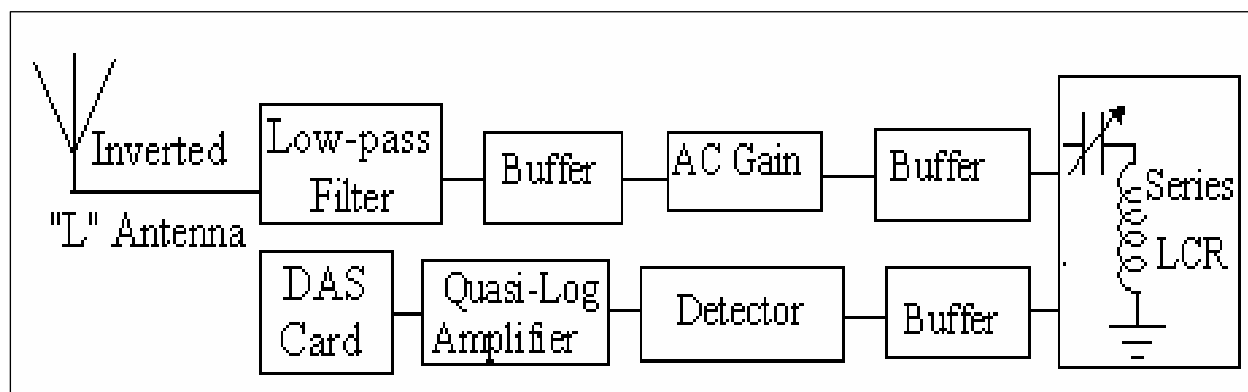 Inverted
"L" Antenna
Low-pass
Filter
Buffer
AC Gain
Buffer
Series
LCR
DAS
Card
Quasi-Log
Amplifier
Detector
Buffer